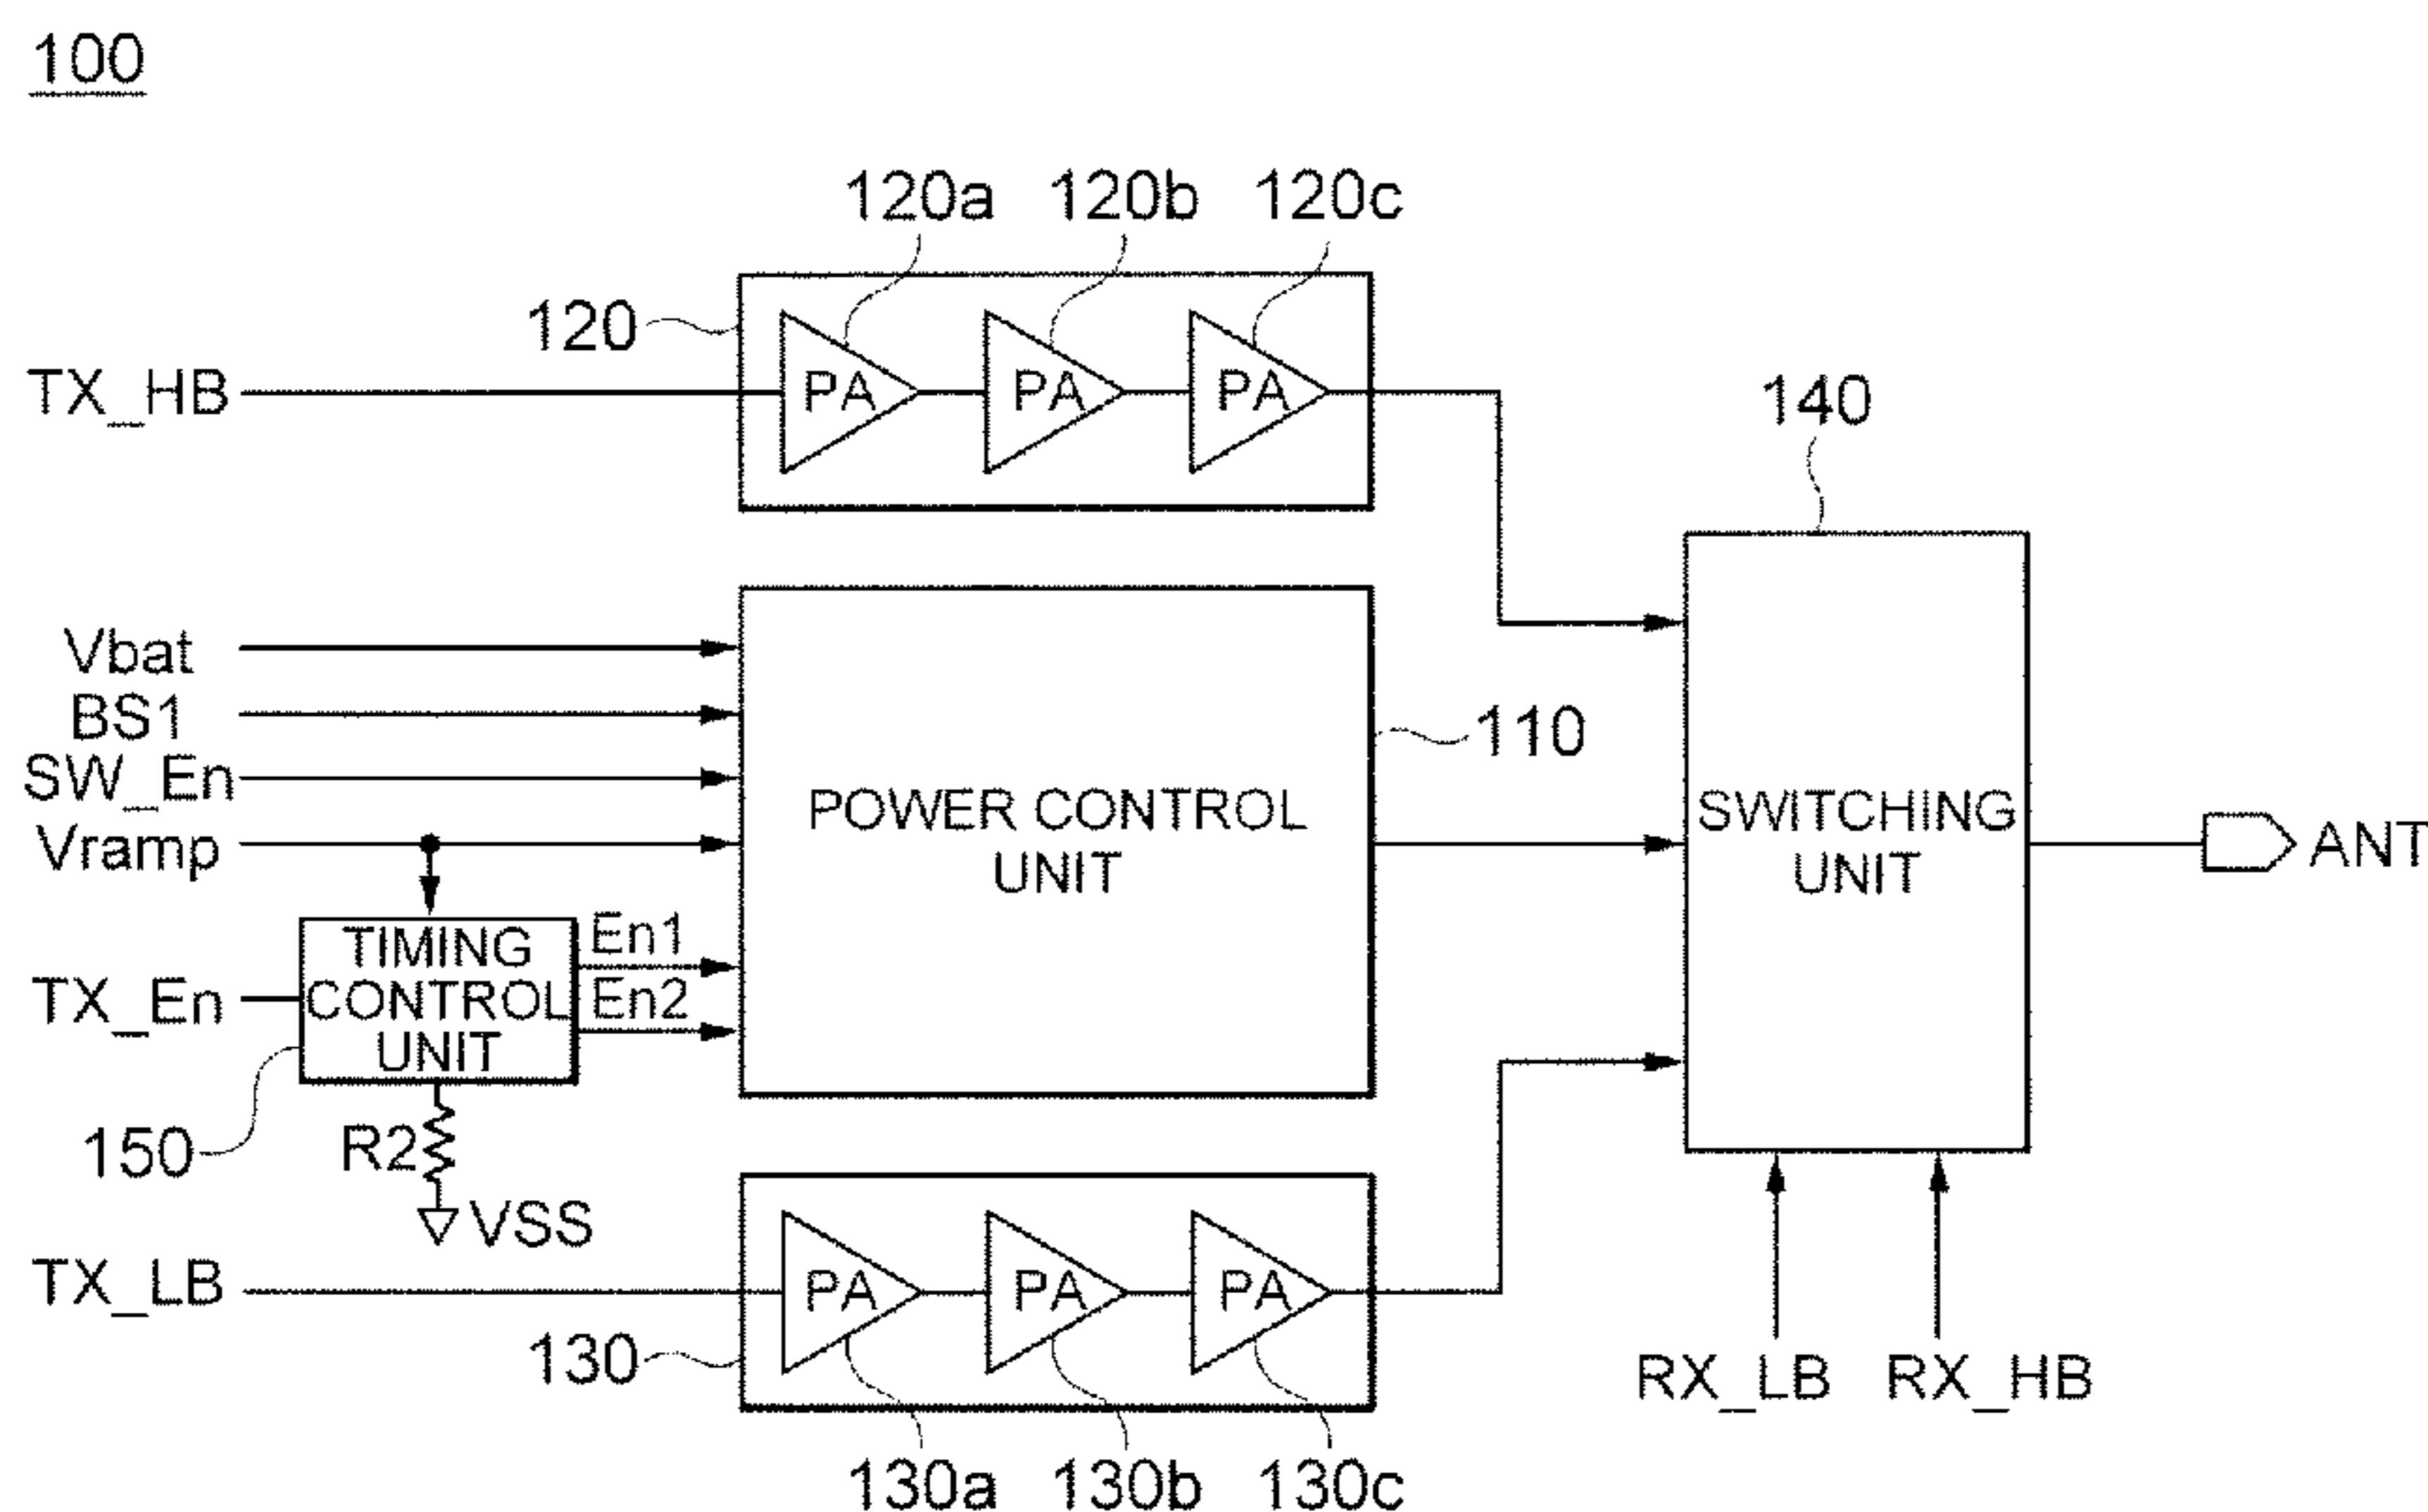 100
120a 120b 120c
120
PA PA PA
TX_HB
140
Vbat
BS1
SW_En
Vramp
110
POWER CONTROL
UNIT
SWITCHING
UNIT
ANT
TIMING
CONTROL
UNIT
En1
En2
TX_En
150
R2
VSS
TX_LB
PA PA PA
130
RX_LB RX_HB
130a 130b 130c